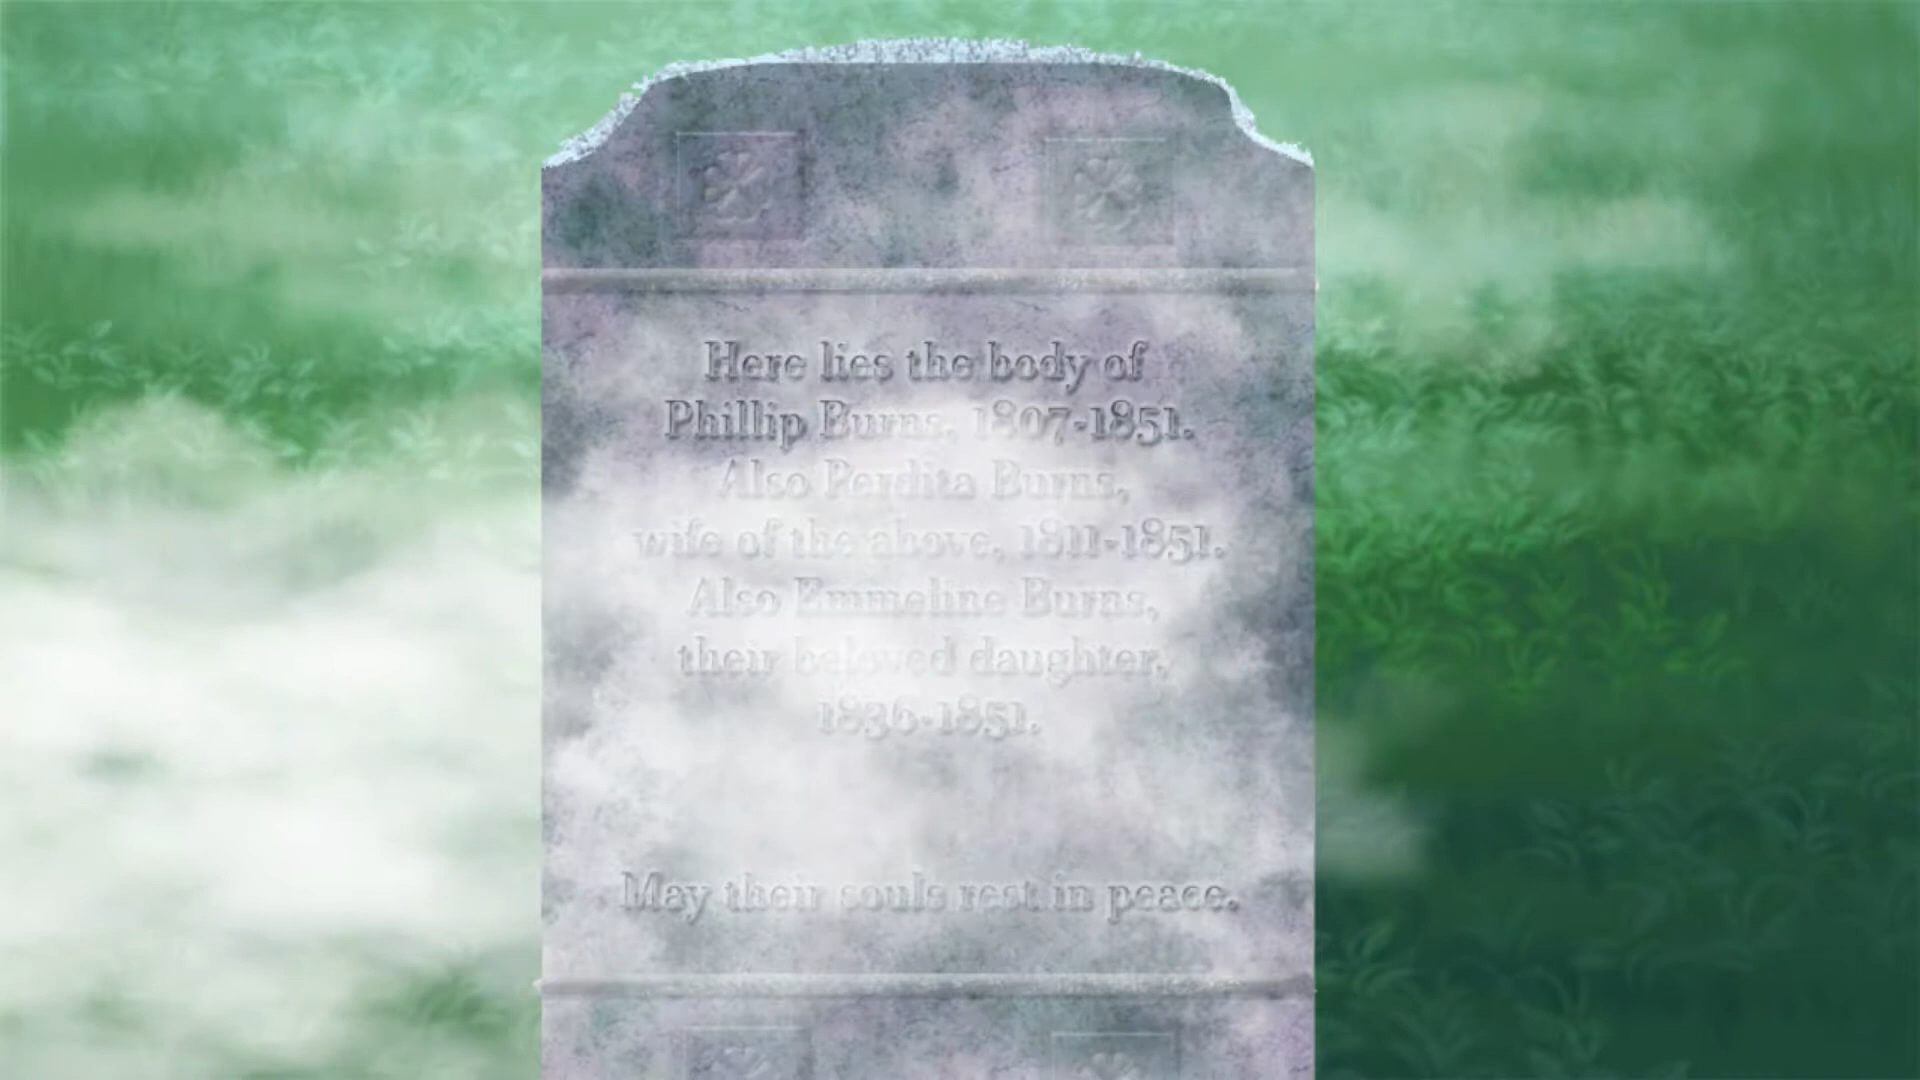 Here lies the body of
Phillip Burns, 1807-1851.
Also Perdita Burns,
wife of the above, 1811-1851.
Also Emmeline Burns,
their beloved daughter,
1836-1851.
May their souls rest in peace.